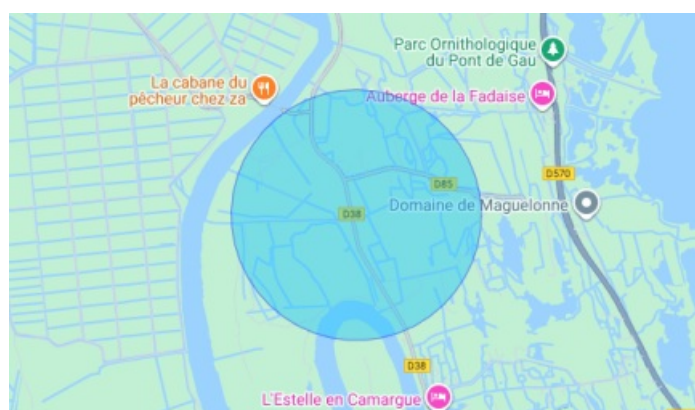 Parc Ornithologique
du Pont de Gau
La cabane du
pêcheur chez za
Auberge de la Fadaise
D570
D85
Domaine de Maguelonne
D38
D38
L'Estelle en Camargue